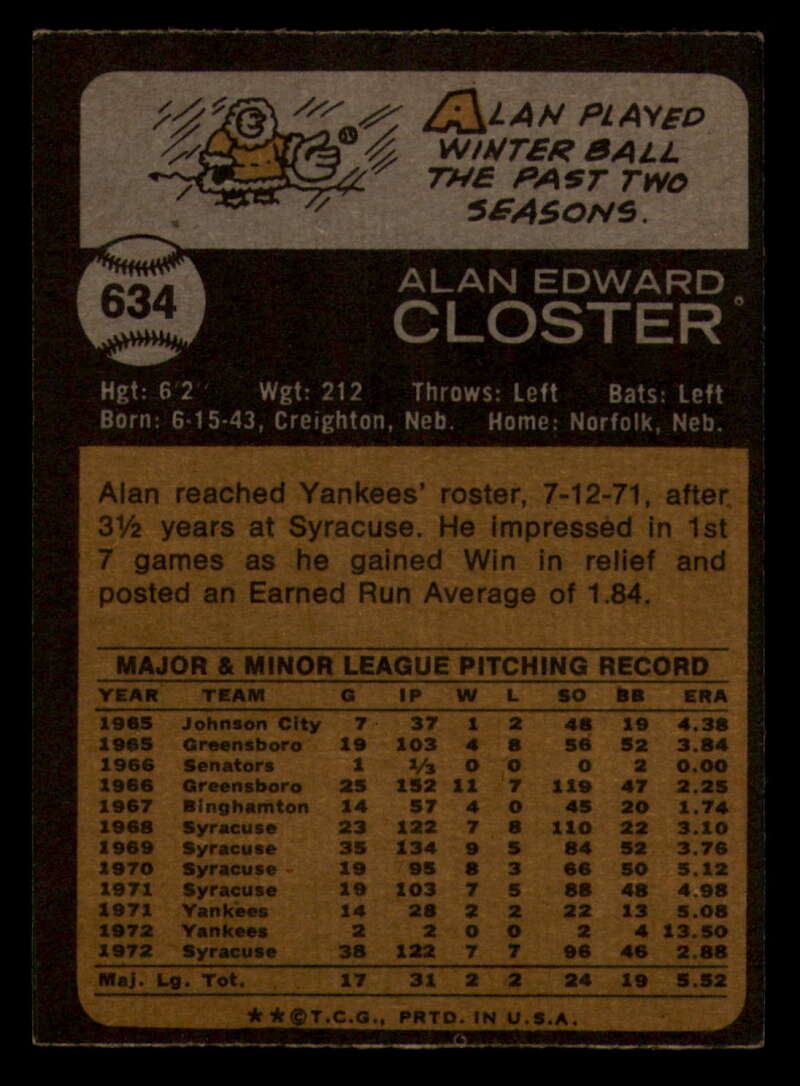 ALAN PLAYED
WINTER BALL
THE PAST TWO
SEASONS.
634
ALAN EDWARD
CLOSTER
Hgt: 6'2" Wgt: 212 Throws: Left Bats: Left
Born: 6-15-43, Creighton, Neb. Home: Norfolk, Neb.
Alan reached Yankees' roster, 7-12-71, after
3½ years at Syracuse. He impressed in 1st
7 games as he gained Win in relief and
posted an Earned Run Average of 1.84.
MAJOR & MINOR LEAGUE PITCHING RECORD
YEAR TEAM G IP W L SO BB ERA
1965 Johnson City 7 37 1 2 48 19 4.38
1965 Greensboro 19 103 4 8 56 52 3.84
1966 Senators 1 ⅓ 0 0 0 2 0.00
1966 Greensboro 25 152 11 7 119 47 2.25
1967 Binghamton 14 57 4 0 45 20 1.74
1968 Syracuse 23 122 7 8 110 22 3.10
1969 Syracuse 35 134 9 5 84 52 3.76
1970 Syracuse 19 95 8 3 66 50 5.12
1971 Syracuse 19 103 7 5 88 48 4.98
1971 Yankees 14 28 2 2 22 13 5.08
1972 Yankees 2 2 0 0 2 4 13.50
1972 Syracuse 38 122 7 7 96 46 2.88
Maj. Lg. Tot. 17 31 2 2 24 19 5.52
★★©T.C.G., PRTD. IN U.S.A.